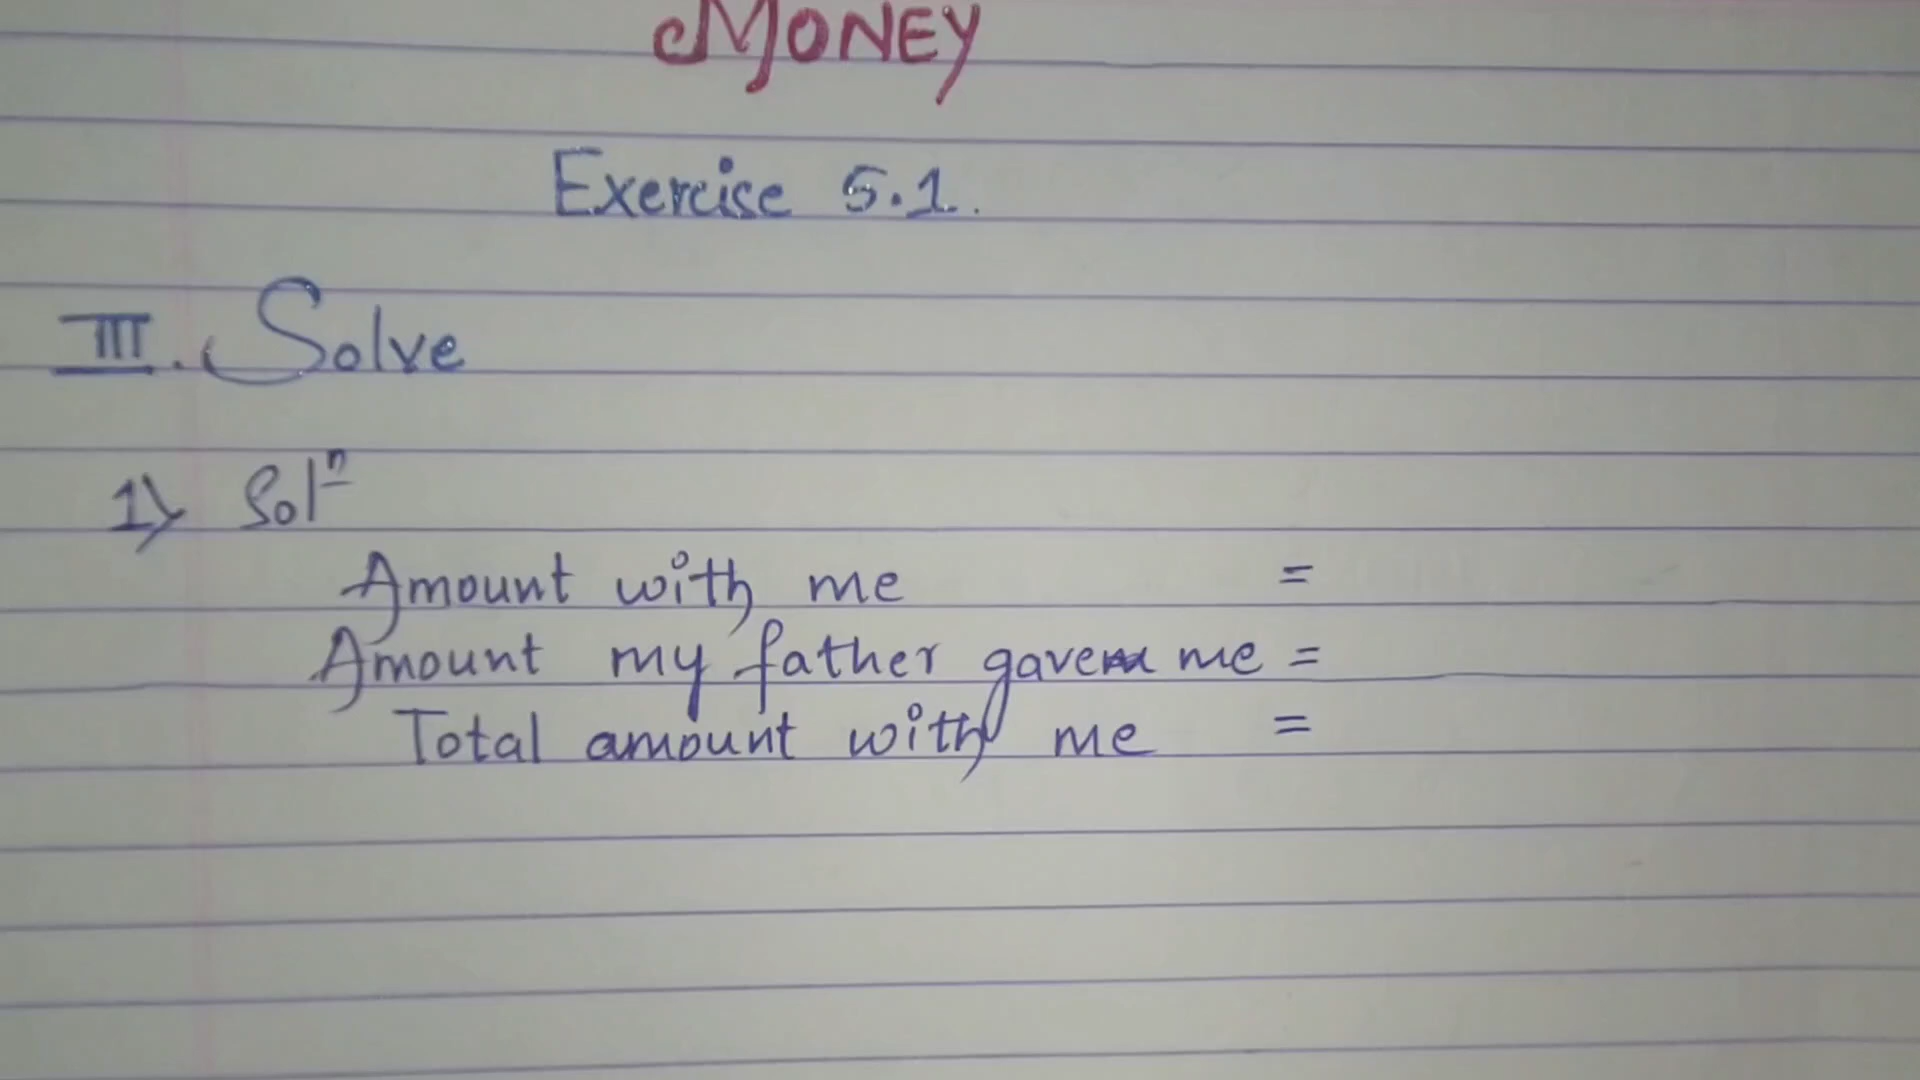 MONEY
Exercise 5.1.
III. Solve
1) Solⁿ
Amount with me =
Amount my father gave me =
Total amount with me =